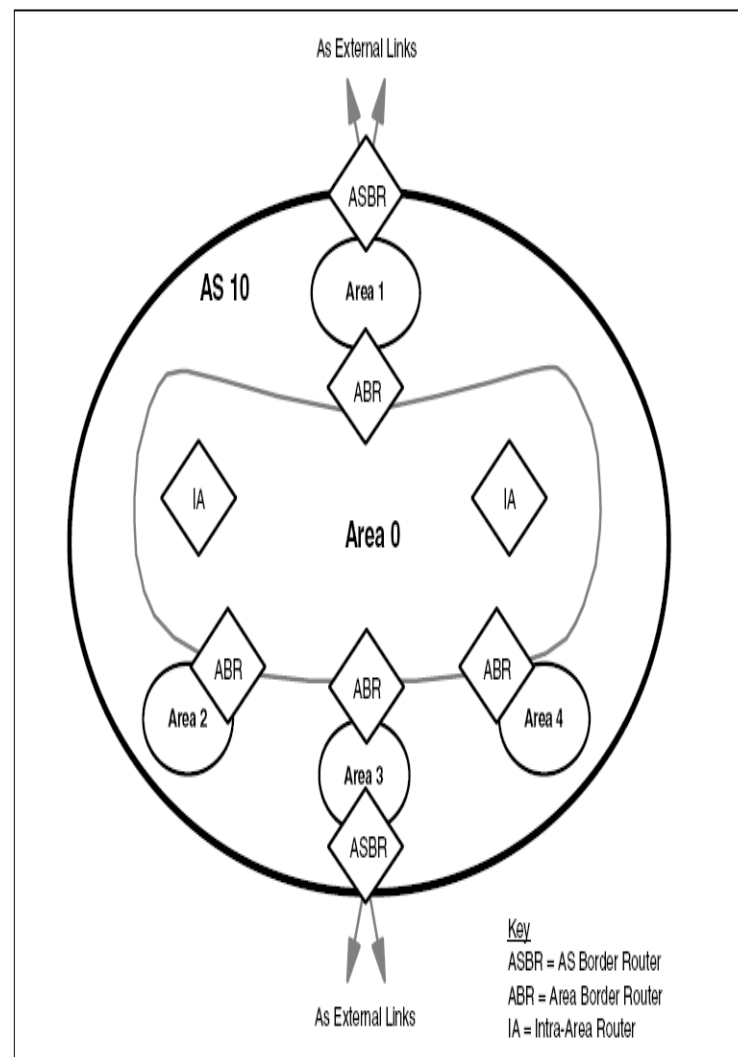 As External Links
ASBR
AS 10
Area 1
ABR
IA
IA
Area 0
ABR
ABR
ABR
Area 2
Area 4
Area 3
ASBR
Key
ASBR = AS Border Router
ABR = Area Border Router
IA = Intra-Area Router
As External Links